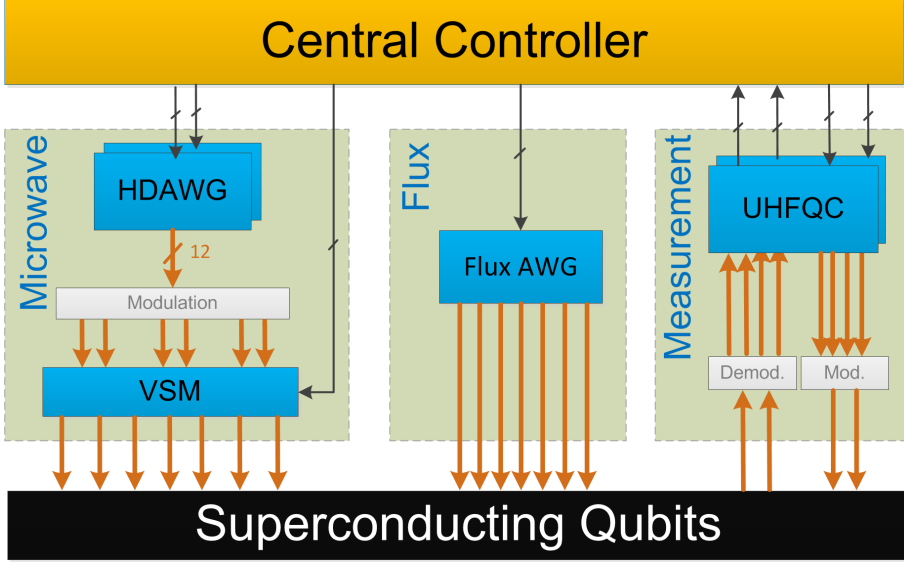 Central Controller
Microwave
HDAWG
12
Modulation
VSM
Flux
Flux AWG
Measurement
UHFQC
Demod.
Mod.
Superconducting Qubits